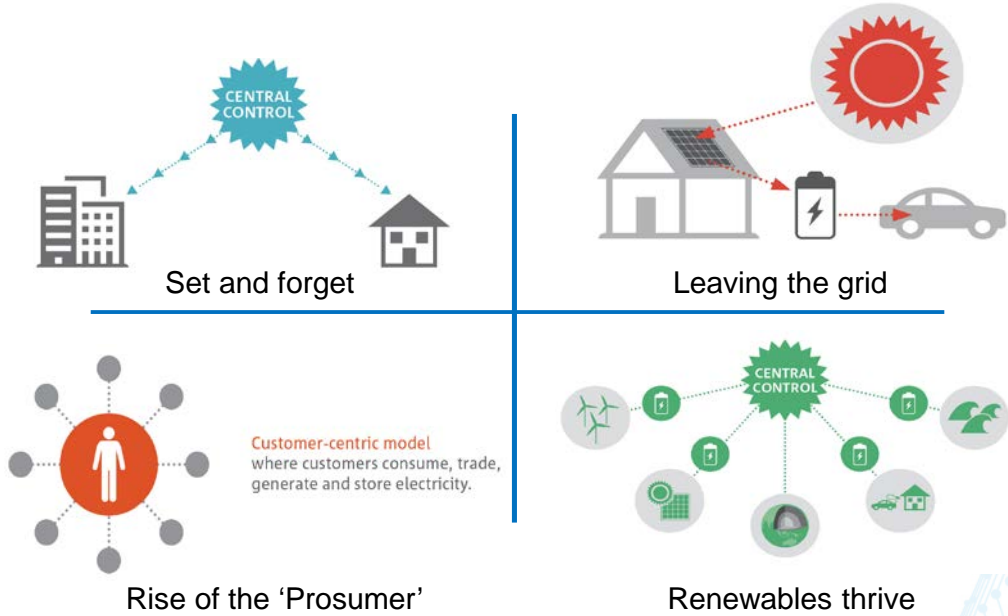 CENTRAL
CONTROL
Set and forget
Leaving the grid
Customer-centric model
where customers consume, trade,
generate and store electricity.
Rise of the ‘Prosumer’
CENTRAL
CONTROL
Renewables thrive